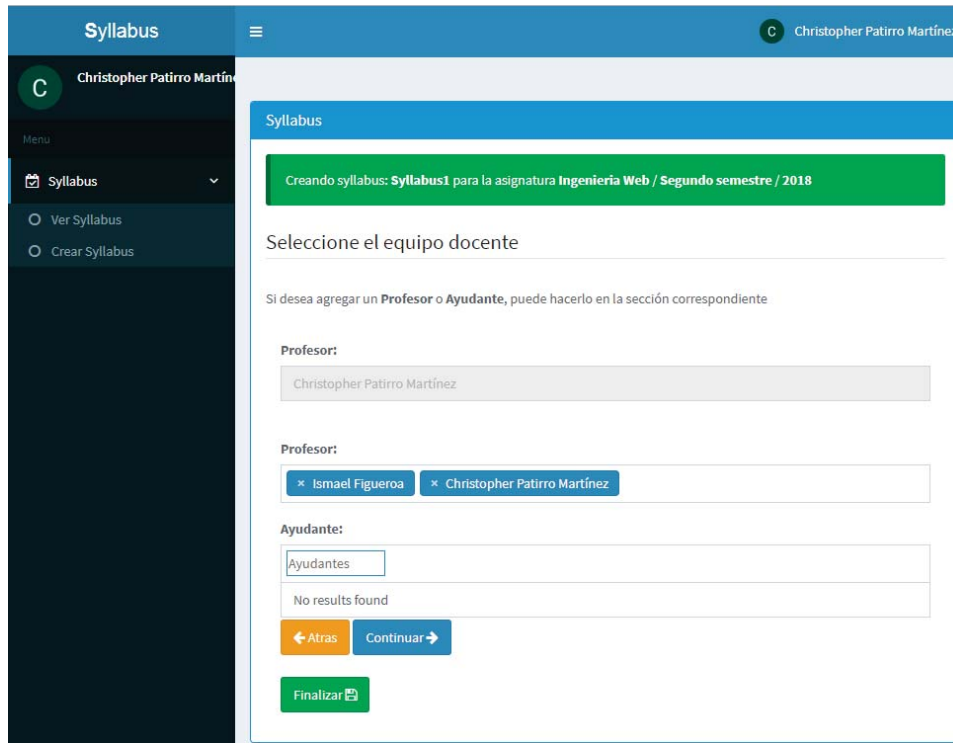 Syllabus
C Christopher Patirro Martínez
C Christopher Patirro Martín
Menu
Syllabus
Ver Syllabus
Crear Syllabus
Syllabus
Creando syllabus: Syllabus1 para la asignatura Ingenieria Web / Segundo semestre / 2018
Seleccione el equipo docente
Si desea agregar un Profesor o Ayudante, puede hacerlo en la sección correspondiente
Profesor:
Christopher Patirro Martínez
Profesor:
× Ismael Figueroa × Christopher Patirro Martínez
Ayudante:
Ayudantes
No results found
Atras Continuar
Finalizar